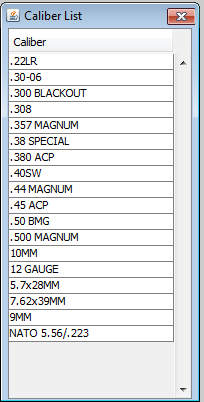 Caliber List
Caliber
.22LR
.30-06
.300 BLACKOUT
.308
.357 MAGNUM
.38 SPECIAL
.380 ACP
.40SW
.44 MAGNUM
.45 ACP
.50 BMG
.500 MAGNUM
10MM
12 GAUGE
5.7x28MM
7.62x39MM
9MM
NATO 5.56/.223